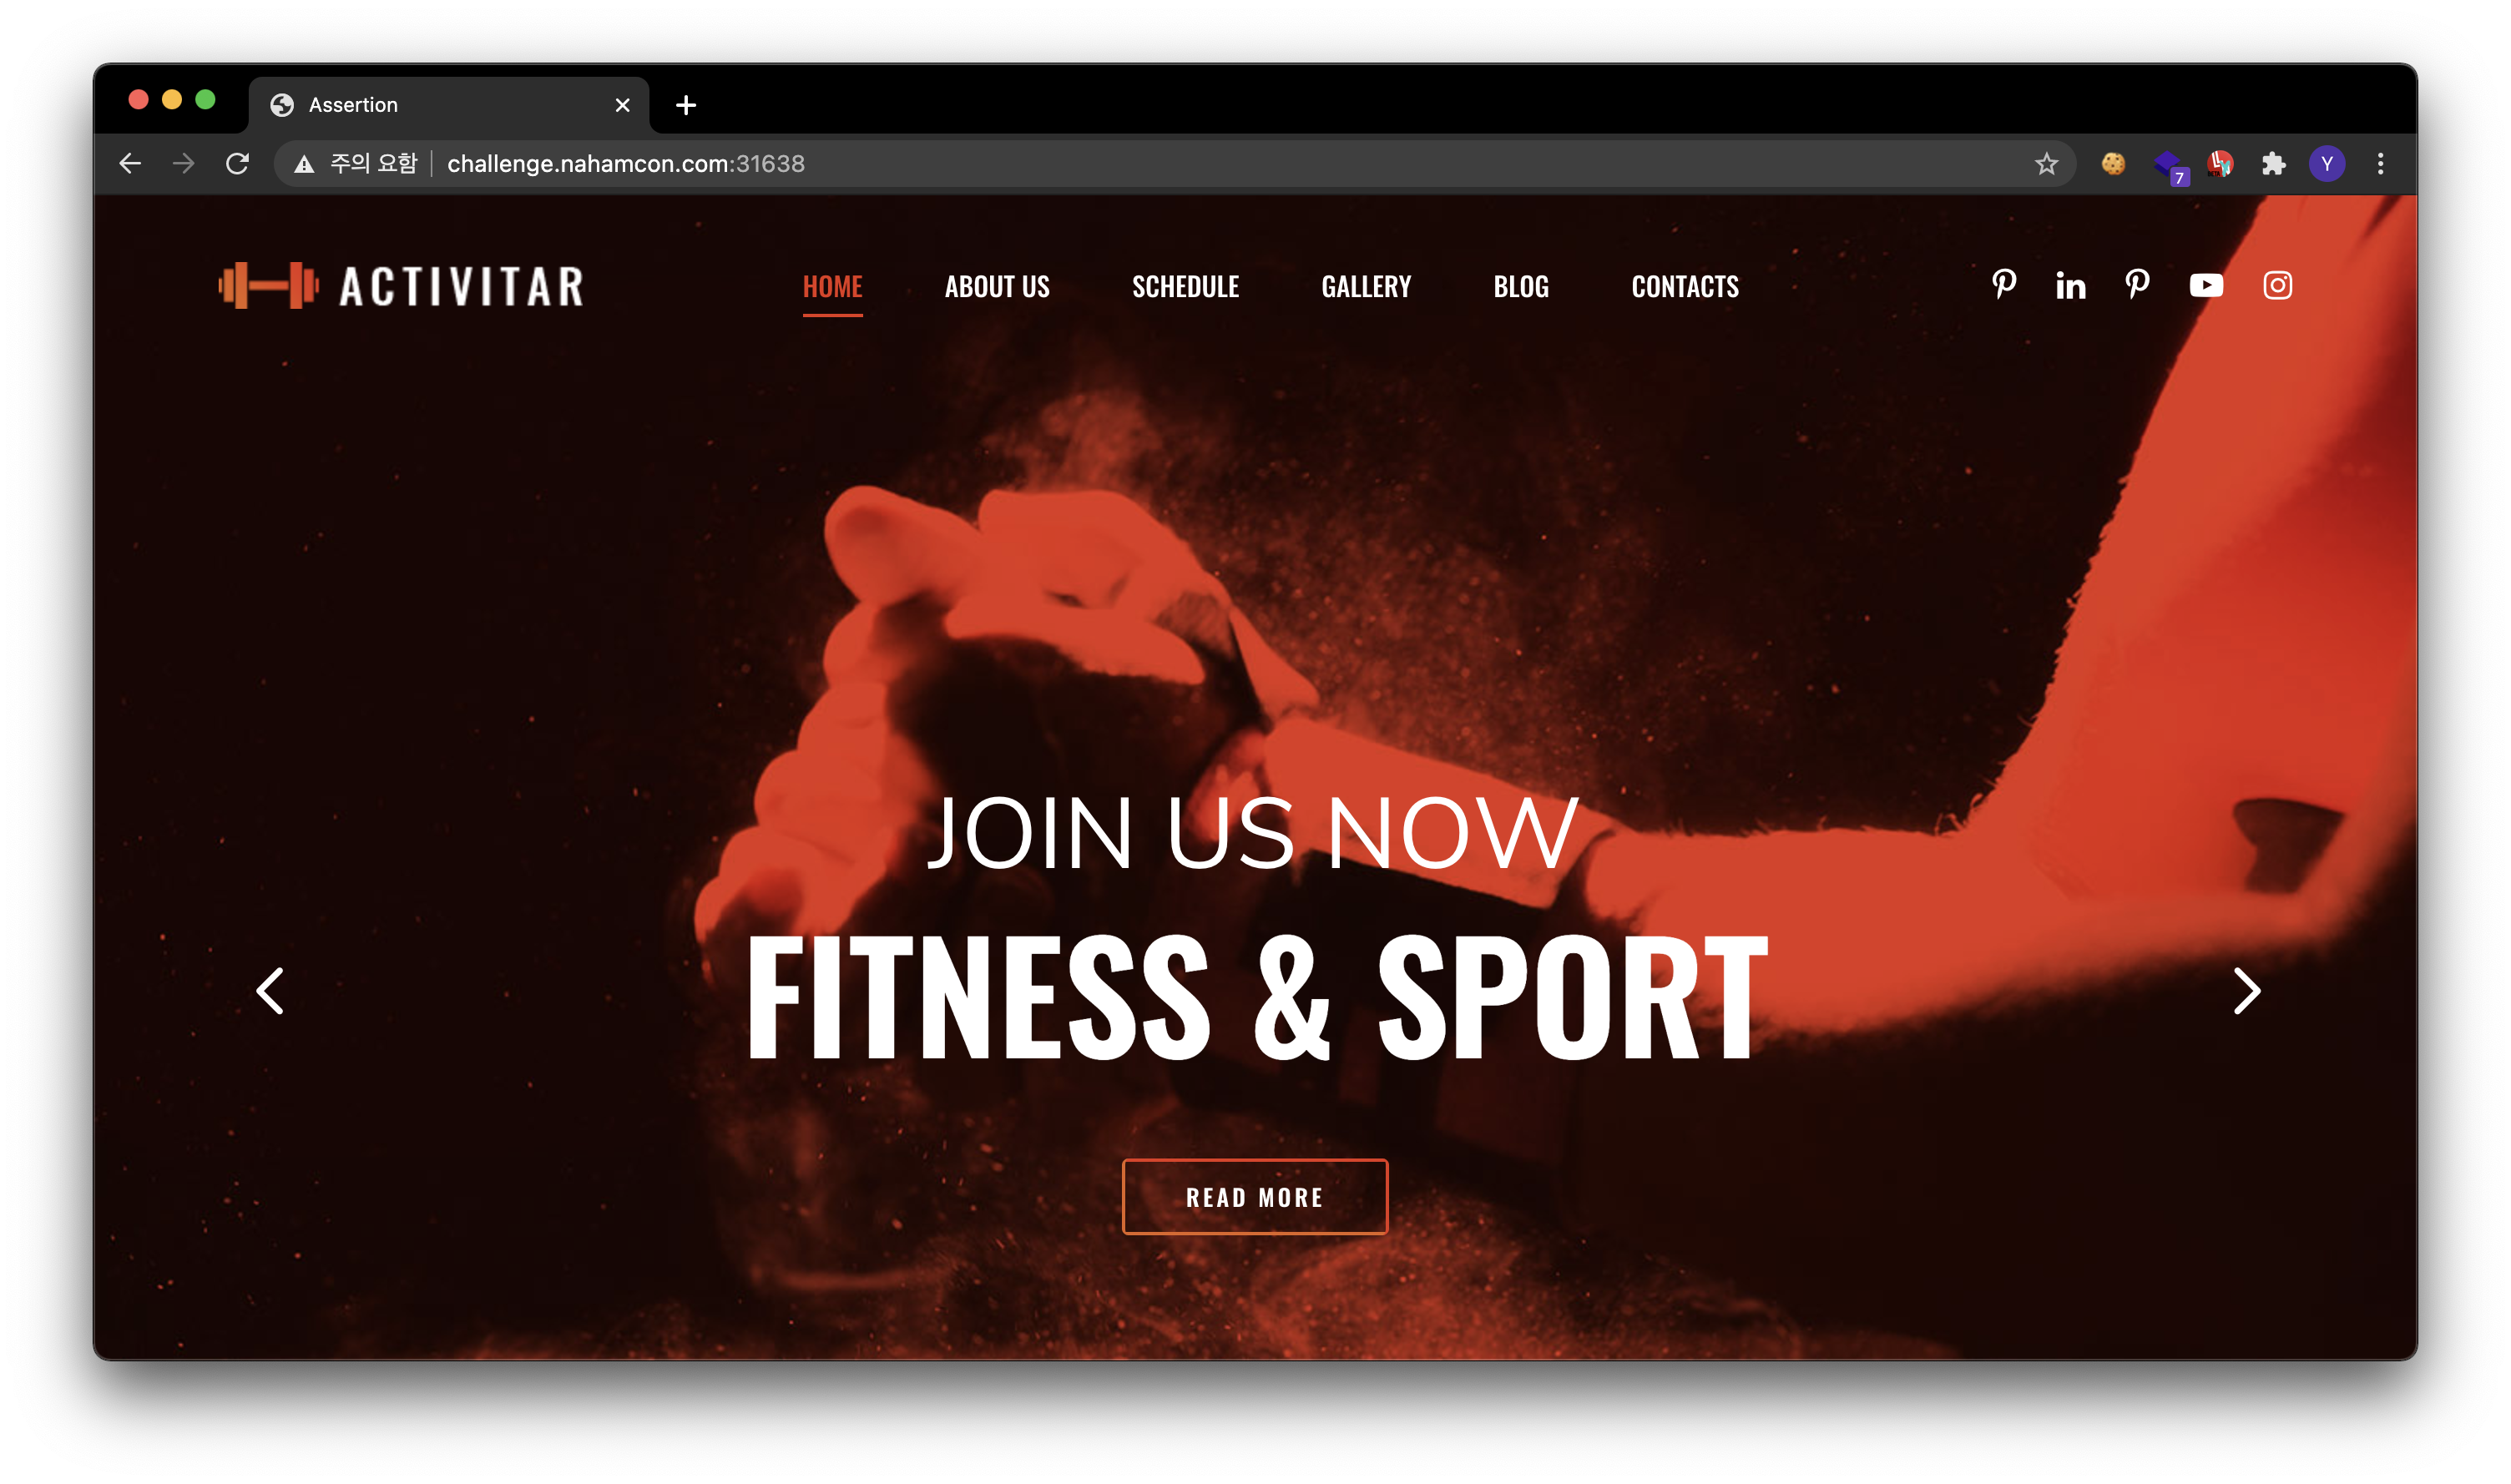 Assertion
주의 요함 challenge.nahamcon.com:31638
7
Y
ACTIVITAR
HOME ABOUT US SCHEDULE GALLERY BLOG CONTACTS
JOIN US NOW
FITNESS & SPORT
READ MORE